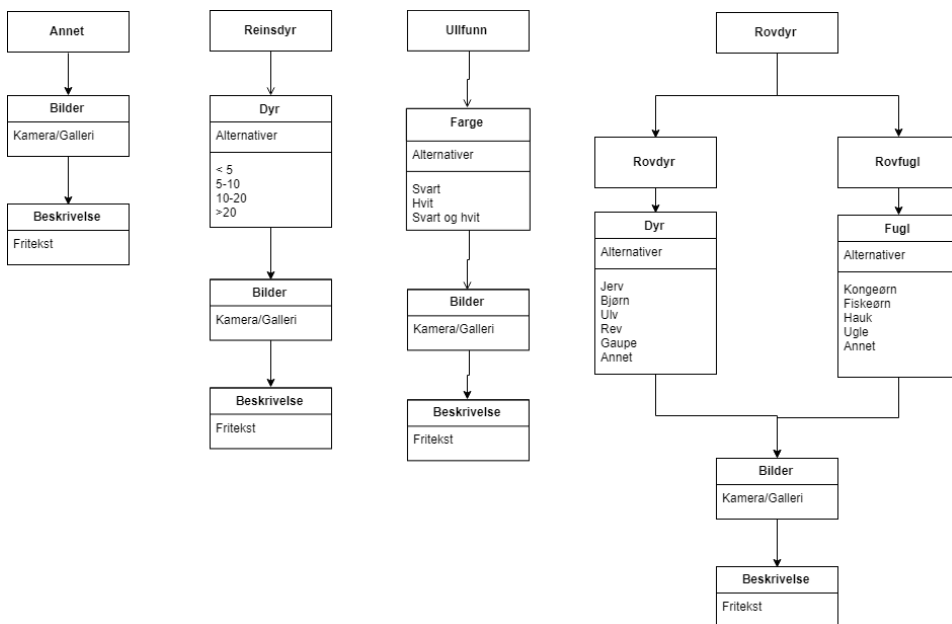 Annet
Bilder
Kamera/Galleri
Beskrivelse
Fritekst
Reinsdyr
Dyr
Alternativer
< 5
5-10
10-20
>20
Bilder
Kamera/Galleri
Beskrivelse
Fritekst
Ullfunn
Farge
Alternativer
Svart
Hvit
Svart og hvit
Bilder
Kamera/Galleri
Beskrivelse
Fritekst
Rovdyr
Rovdyr
Dyr
Alternativer
Jerv
Bjørn
Ulv
Rev
Gaupe
Annet
Rovfugl
Fugl
Alternativer
Kongeørn
Fiskeørn
Hauk
Ugle
Annet
Bilder
Kamera/Galleri
Beskrivelse
Fritekst